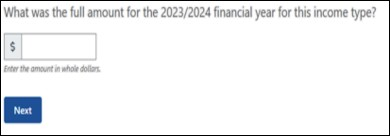 What was the full amount for the 2023/2024 financial year for this income type?
$
Enter the amount in whole dollars.
Next